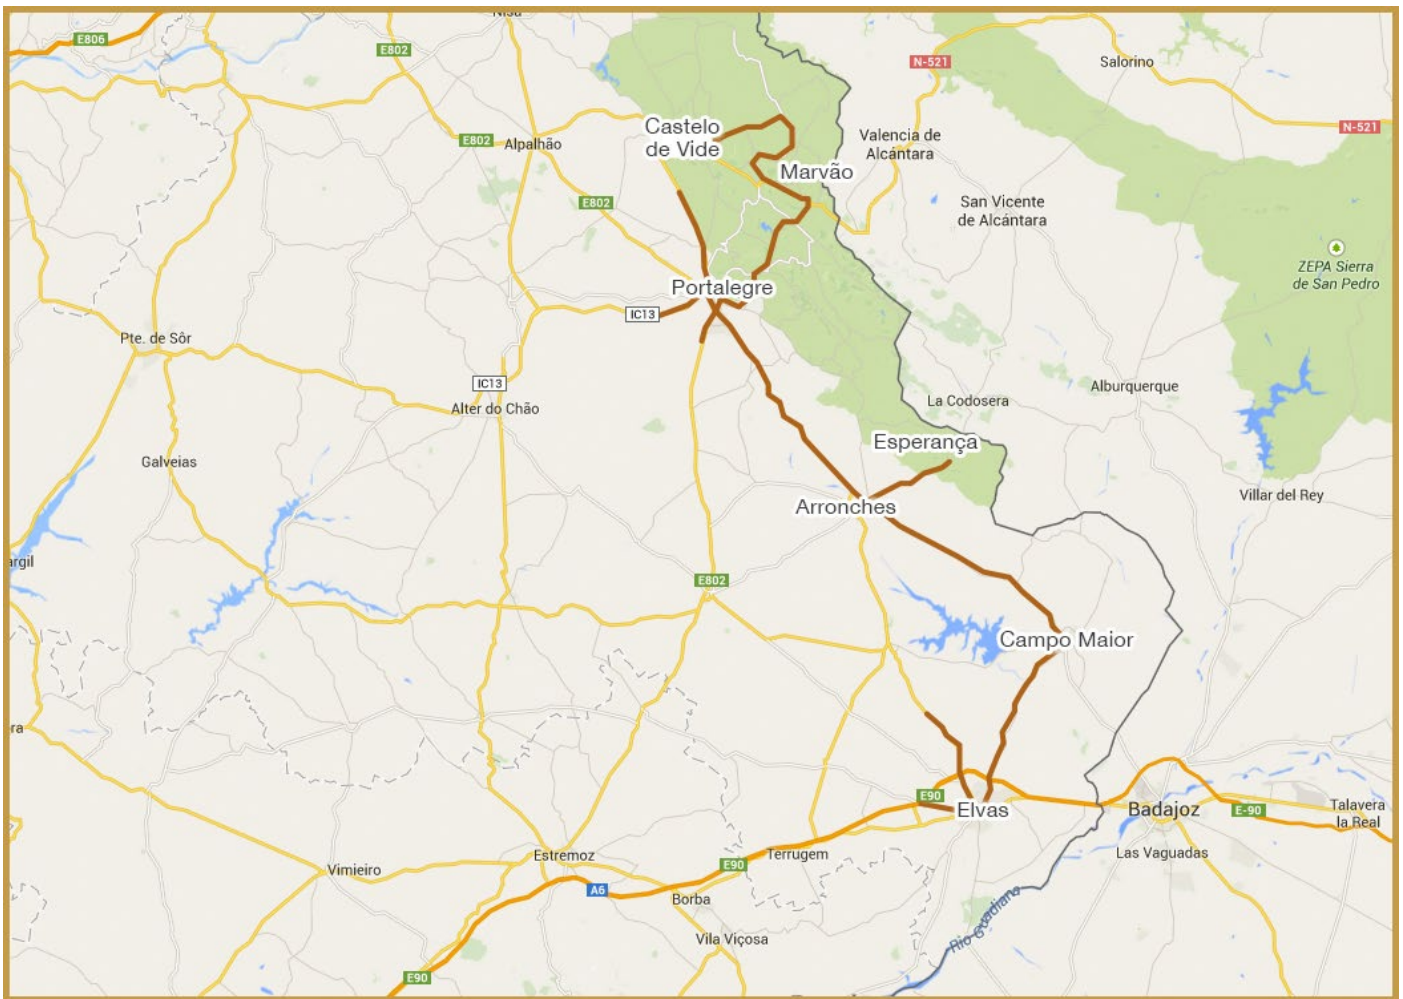 Nisa
E806
E802
N-521
Salorino
N-521
Castelo
de Vide
E802
Alpalhão
Valencia de
Alcántara
Marvão
E802
San Vicente
de Alcántara
ZEPA Sierra
de San Pedro
Portalegre
IC13
Pte. de Sôr
IC13
Alter do Chão
Alburquerque
La Codosera
Esperança
Galveias
Villar del Rey
Arronches
argil
E802
Campo Maior
ra
E90
Elvas
Badajoz
E-90
Talavera
la Real
Estremoz
Terrugem
Las Vaguadas
Vimieiro
E90
A6
Borba
Rio Guadiana
Vila Viçosa
E90